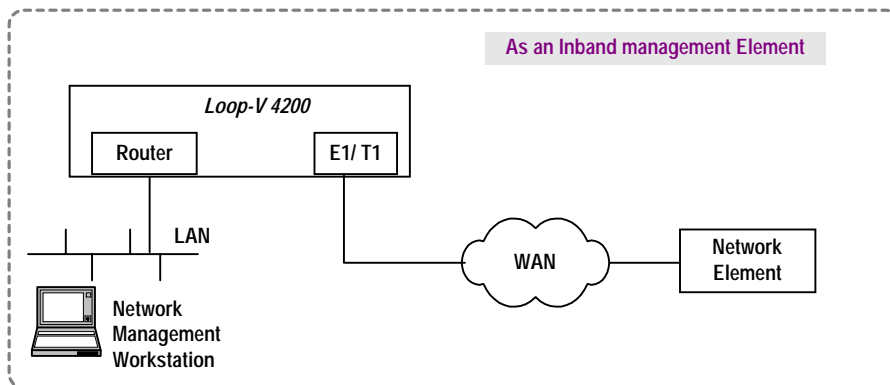 As an Inband management Element
Loop-V 4200
Router
E1/ T1
LAN
WAN
Network
Element
Network
Management
Workstation